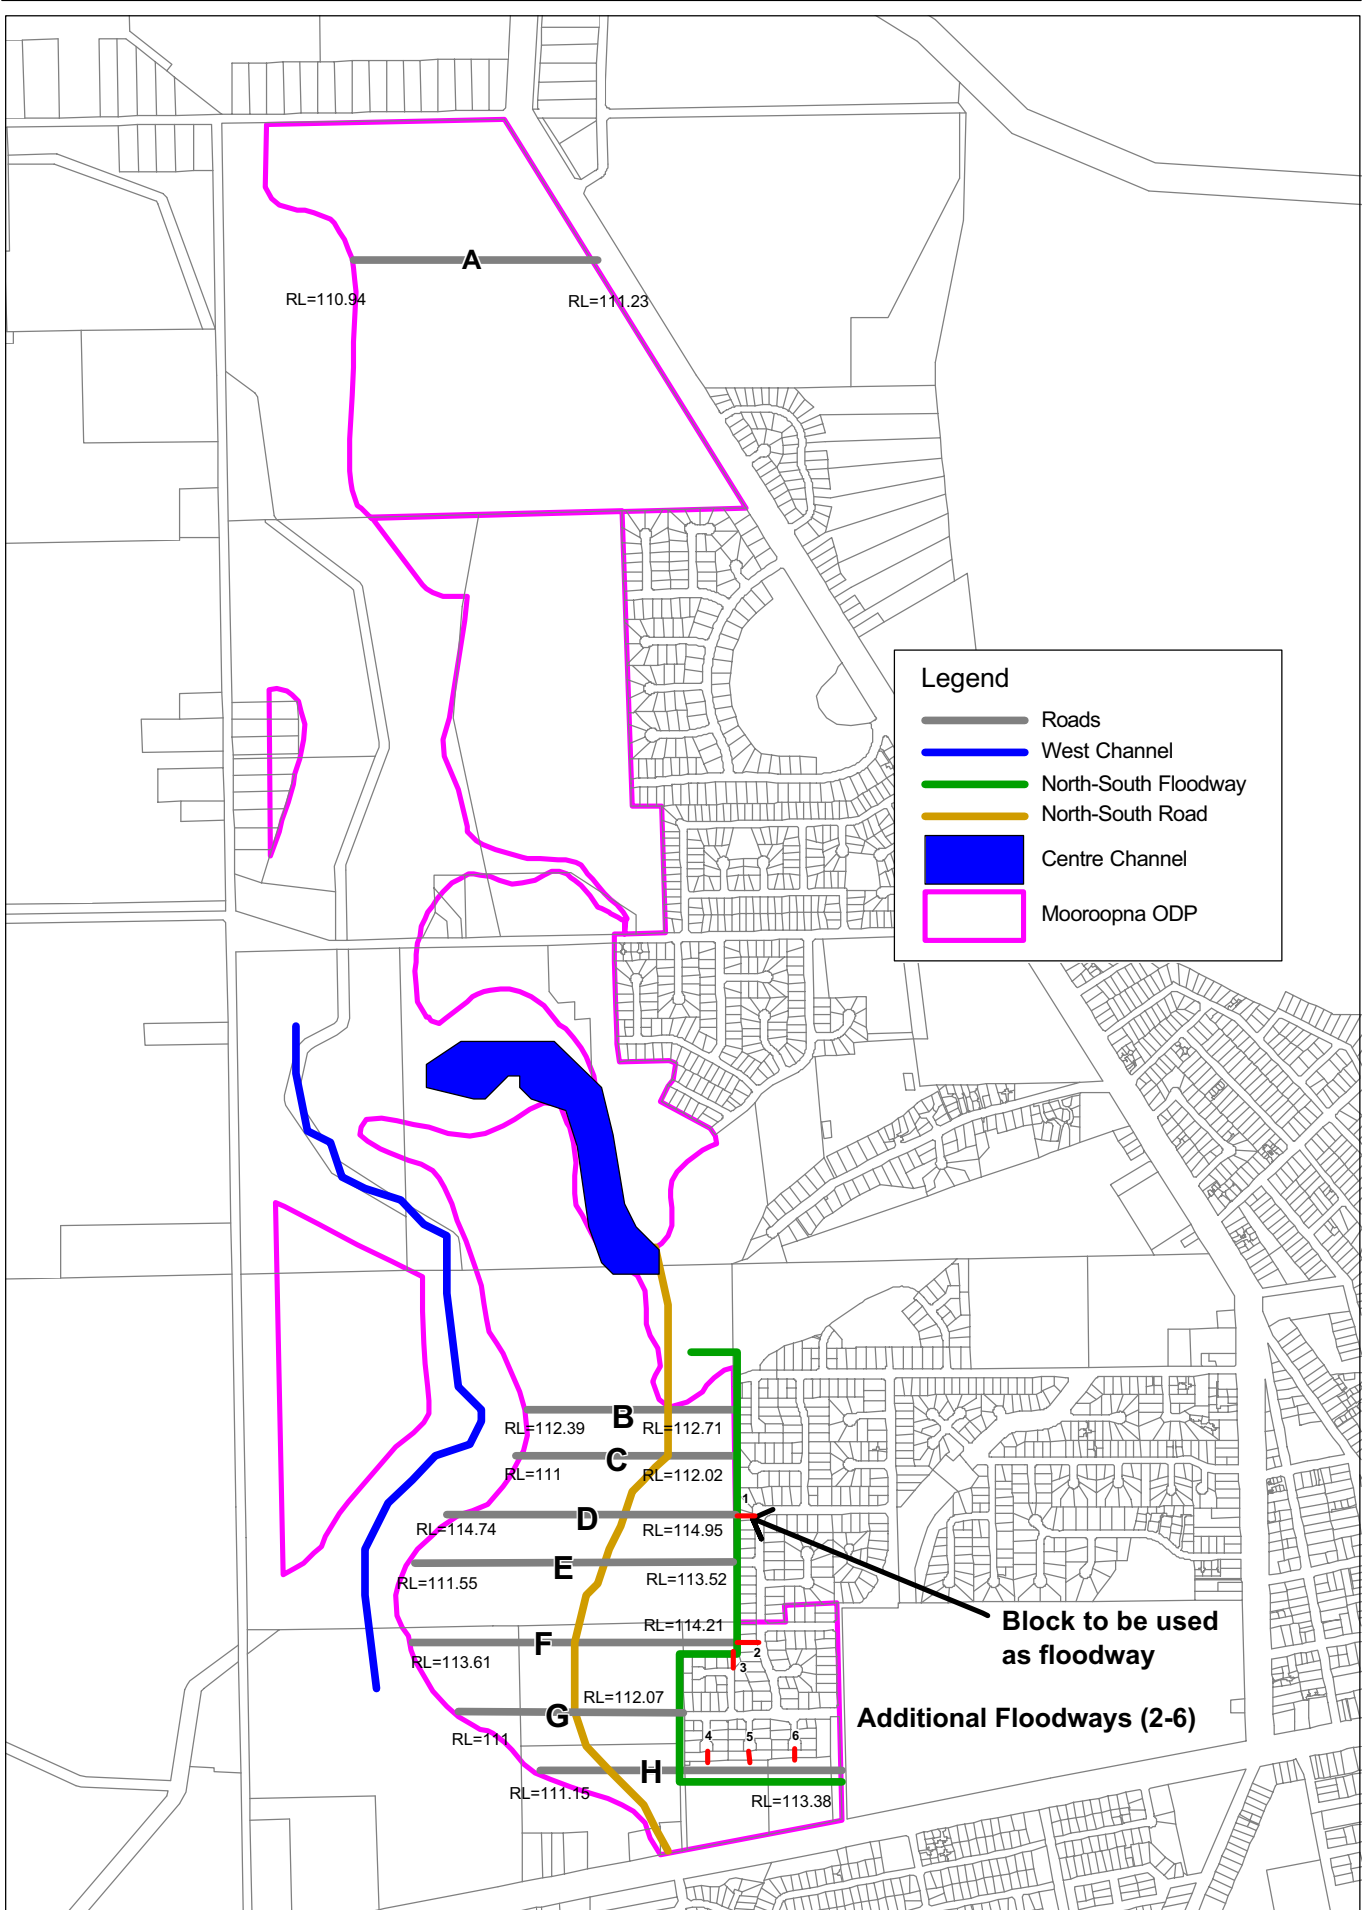 A
RL=110.94
RL=111.23
Legend
Roads
West Channel
North-South Floodway
North-South Road
Centre Channel
Mooroopna ODP
B
RL=112.39
RL=112.71
C
RL=111
RL=112.02
1
D
RL=114.74
RL=114.95
E
RL=111.55
RL=113.52
Block to be used
as floodway
RL=114.21
F
2
RL=113.61
3
RL=112.07
G
Additional Floodways (2-6)
RL=111
4
5
6
H
RL=111.15
RL=113.38